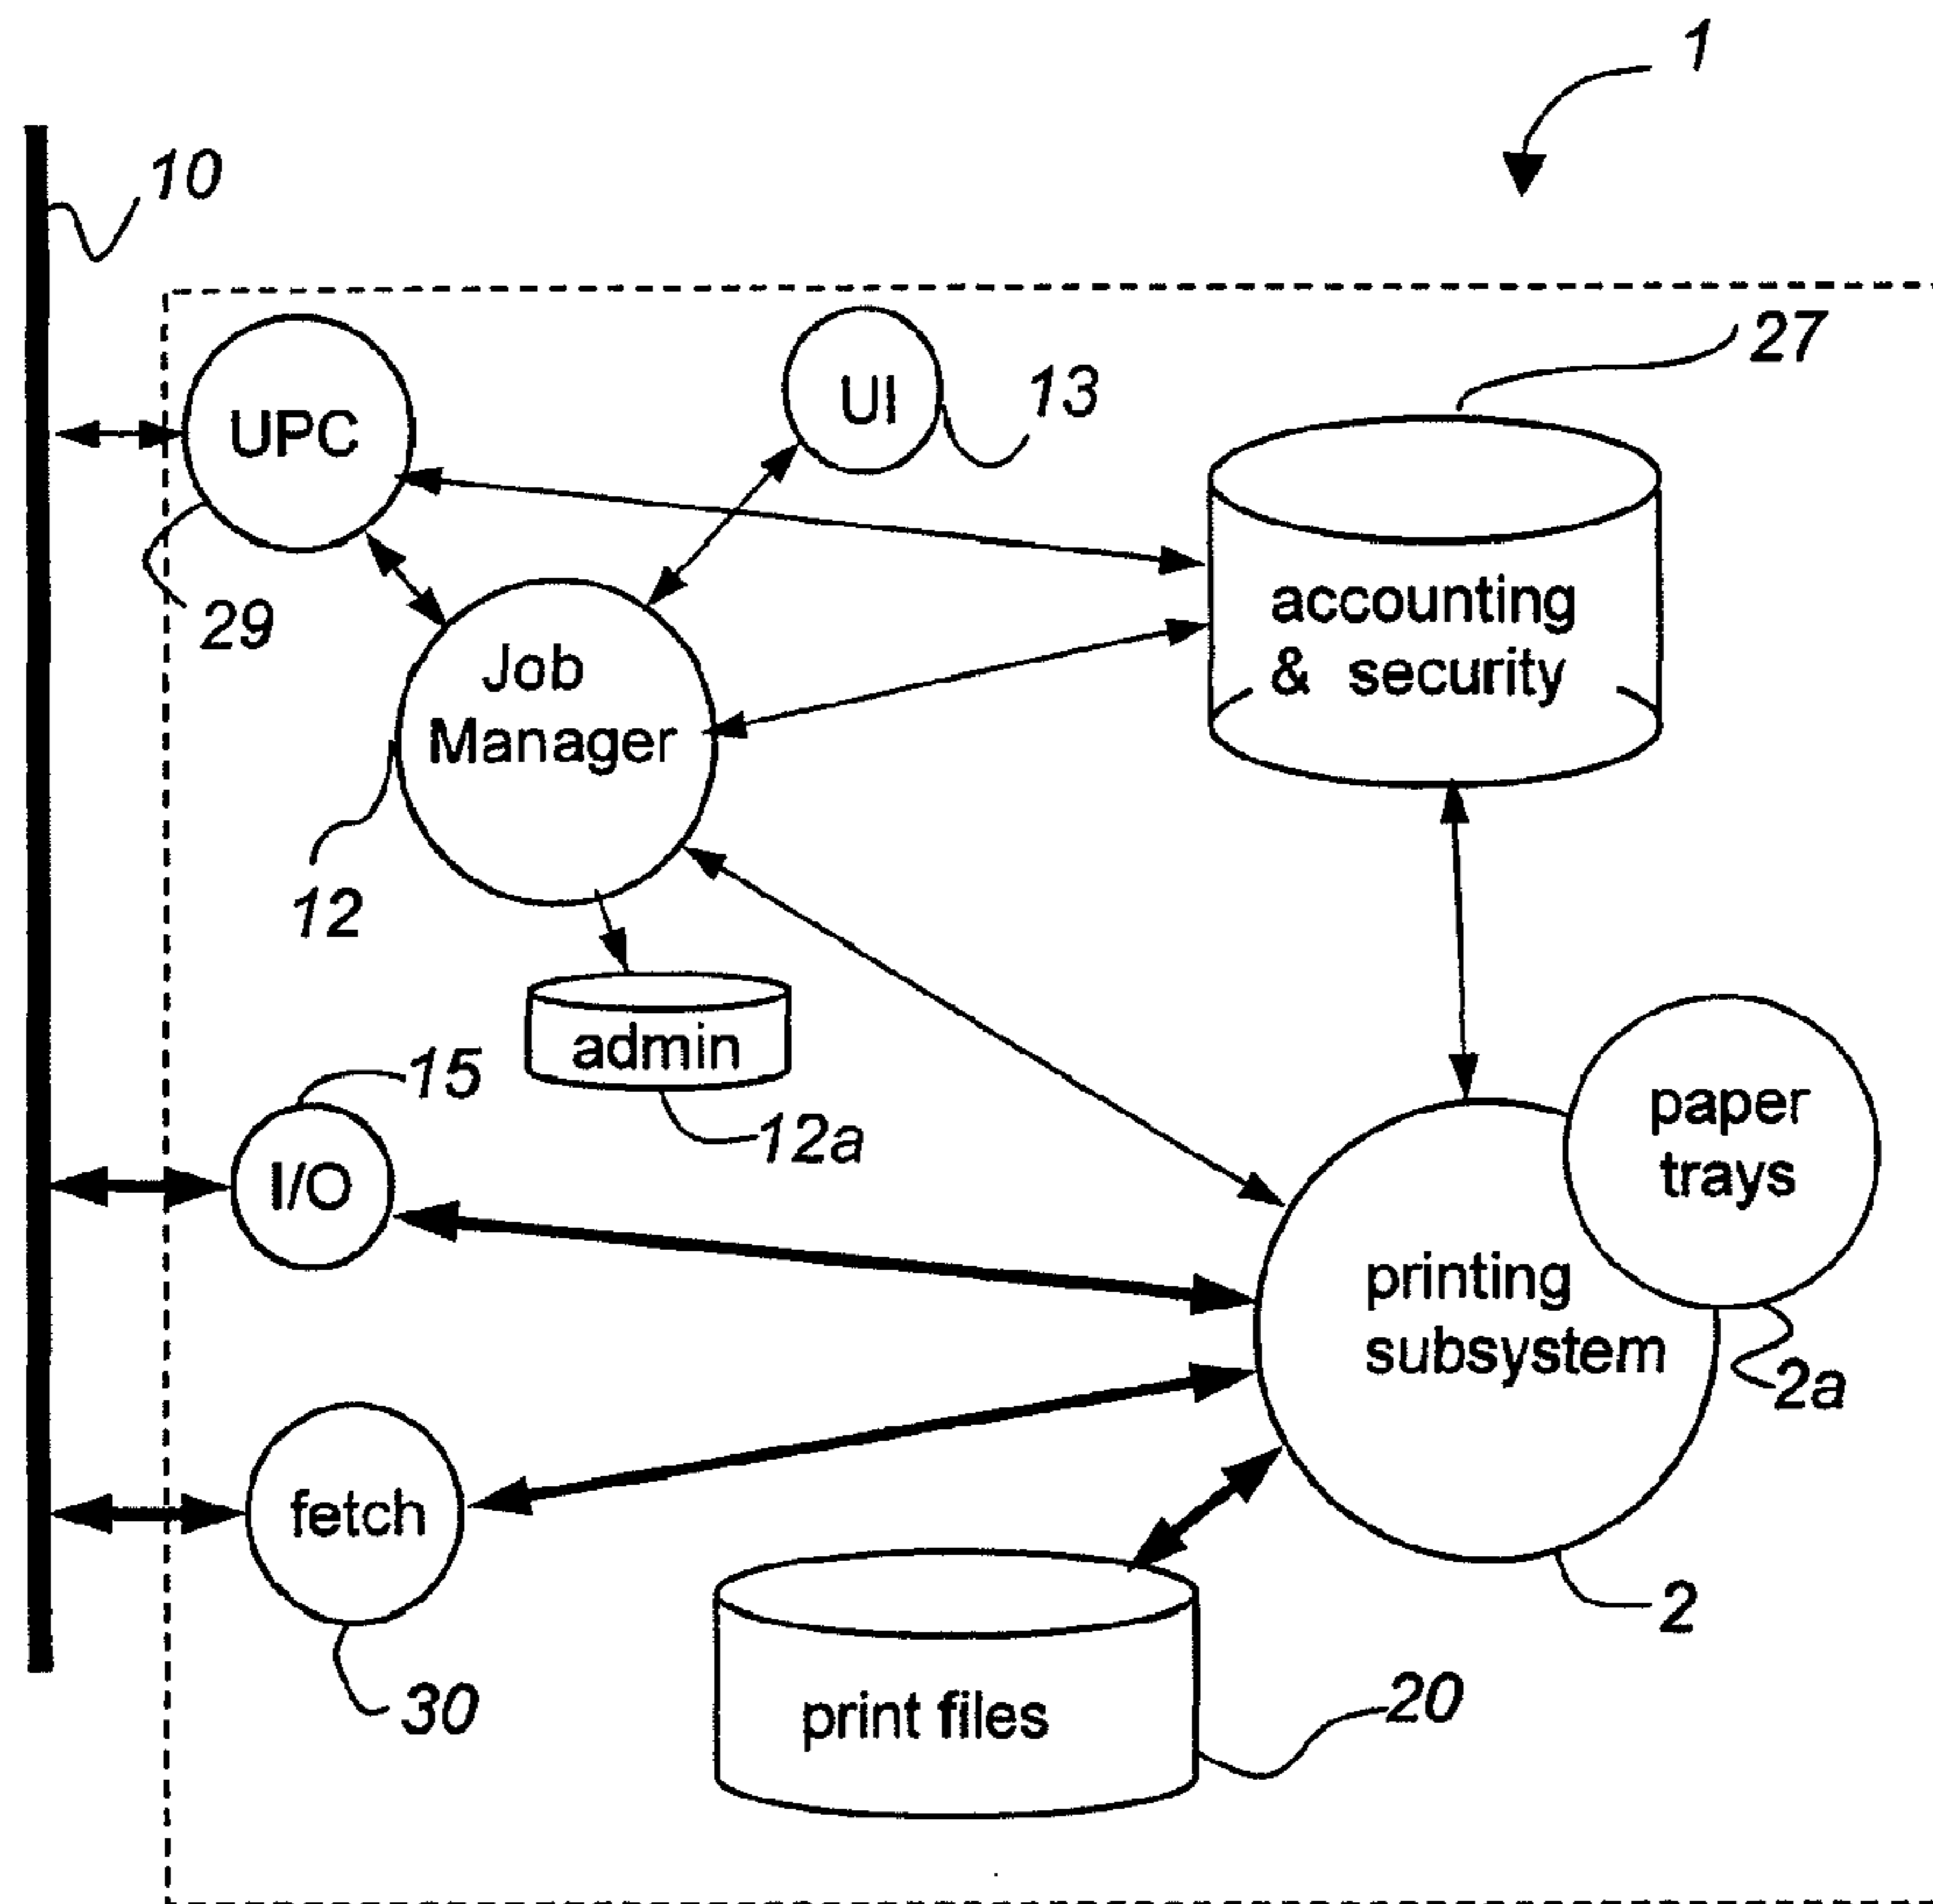 1
10
27
UPC
UI
13
29
accounting
& security
Job
Manager
12
admin
12a
15
I/O
paper
trays
2a
printing
subsystem
2
fetch
30
print files
20